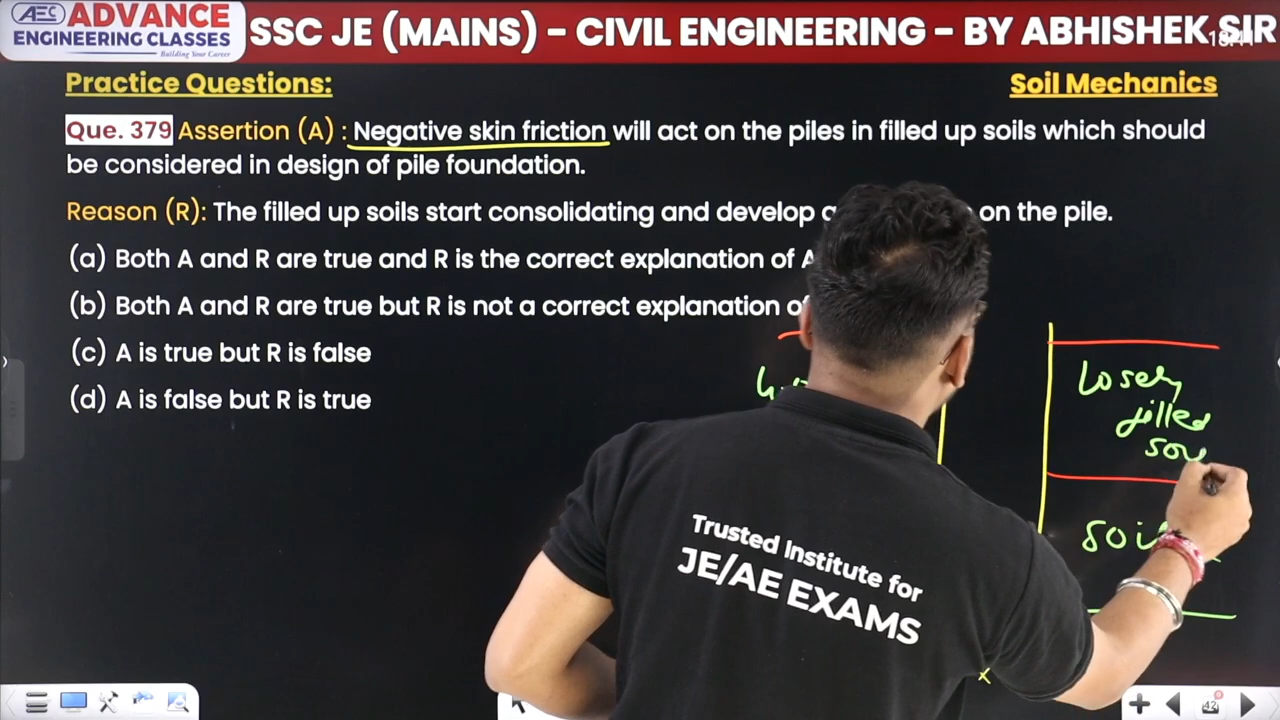 AEC ADVANCE
ENGINEERING CLASSES
Building Your Career
SSC JE (MAINS) - CIVIL ENGINEERING - BY ABHISHEK SIR
Practice Questions:
Soil Mechanics
Que. 379 Assertion (A) : Negative skin friction will act on the piles in filled up soils which should
be considered in design of pile foundation.
Reason (R): The filled up soils start consolidating and develop on the pile.
(a) Both A and R are true and R is the correct explanation of A
(b) Both A and R are true but R is not a correct explanation of
(c) A is true but R is false
(d) A is false but R is true
Losely
filled
soil
Trusted Institute for
JE/AE EXAMS
42